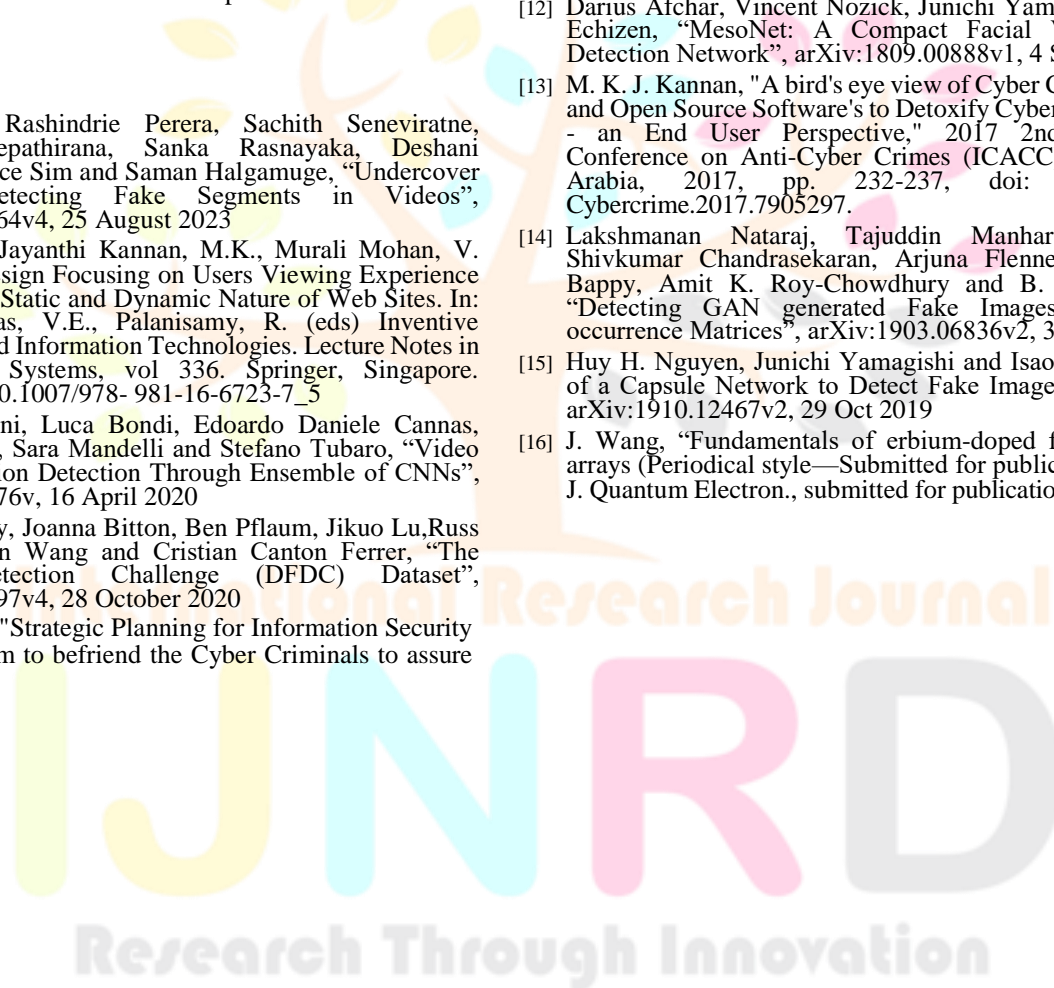 Rashindrie Perera, Sachith Seneviratne,
Sanka Rasnayaka, Deshani
Sim and Saman Halgamuge, “Undercover
Fake Segments in Videos”,
25 August 2023
Jayanthi Kannan, M.K., Murali Mohan, V.
Focusing on Users Viewing Experience
Static and Dynamic Nature of Web Sites. In:
V.E., Palanisamy, R. (eds) Inventive
Information Technologies. Lecture Notes in
Systems, vol 336. Springer, Singapore.
0.1007/978- 981-16-6723-7_5
Luca Bondi, Edoardo Daniele Cannas,
, Sara Mandelli and Stefano Tubaro, “Video
Detection Through Ensemble of CNNs”,
76v, 16 April 2020
, Joanna Bitton, Ben Pflaum, Jikuo Lu,Russ
Wang and Cristian Canton Ferrer, “The
Challenge (DFDC) Dataset”,
97v4, 28 October 2020
"Strategic Planning for Information Security
to befriend the Cyber Criminals to assure
[12] Darius Afchar, Vincent Nozick, Junichi Yam
Echizen, “MesoNet: A Compact Facial V
Detection Network”, arXiv:1809.00888v1, 4 S
[13] M. K. J. Kannan, "A bird's eye view of Cyber C
and Open Source Software's to Detoxify Cyber
- an End User Perspective," 2017 2nd
Conference on Anti-Cyber Crimes (ICACC
Arabia, 2017, pp. 232-237, doi:
Cybercrime.2017.7905297.
[14] Lakshmanan Nataraj, Tajuddin Manhar
Shivkumar Chandrasekaran, Arjuna Flenne
Bappy, Amit K. Roy-Chowdhury and B.
“Detecting GAN generated Fake Images
occurrence Matrices”, arXiv:1903.06836v2, 3
[15] Huy H. Nguyen, Junichi Yamagishi and Isao
of a Capsule Network to Detect Fake Image
arXiv:1910.12467v2, 29 Oct 2019
[16] J. Wang, “Fundamentals of erbium-doped f
arrays (Periodical style—Submitted for public
J. Quantum Electron., submitted for publicatio
Research Journal
IJNRD
Research Through Innovation